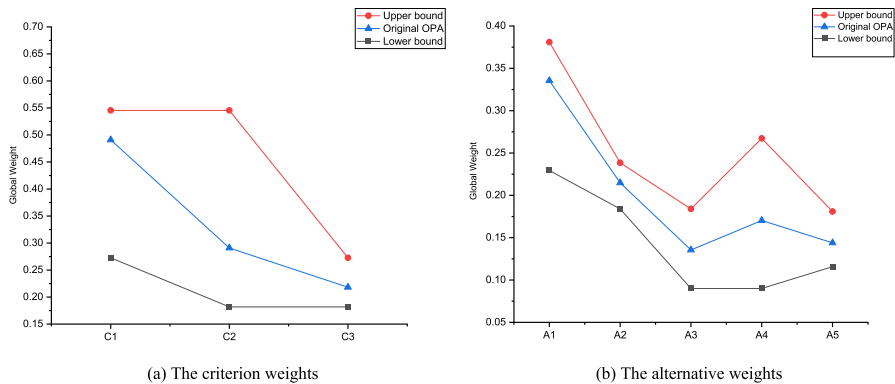 Upper bound
Original OPA
Lower bound
0.70
0.65
0.60
0.55
0.50
0.45
0.40
0.35
0.30
0.25
0.20
0.15
Global Weight
C1 C2 C3
(a) The criterion weights
Upper bound
Original OPA
Lower bound
0.40
0.35
0.30
0.25
0.20
0.15
0.10
0.05
Global Weight
A1 A2 A3 A4 A5
(b) The alternative weights